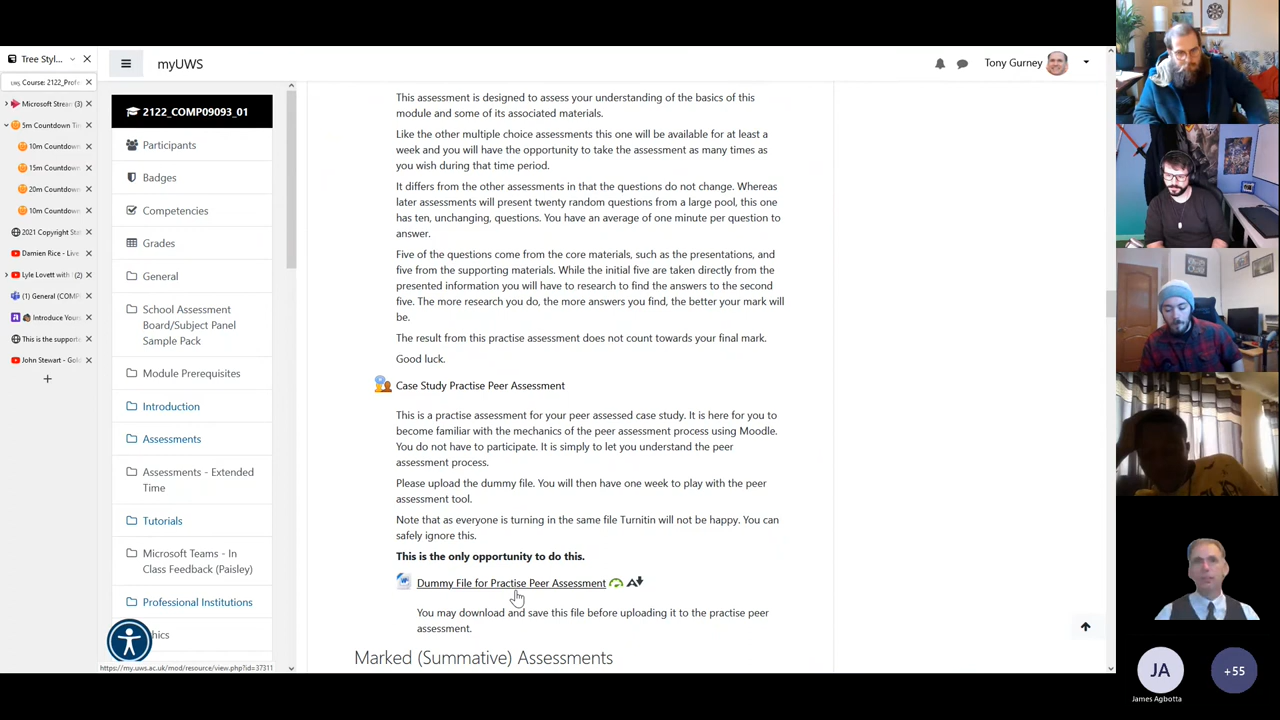 Tree Styl...
Course: 2122_Profe
Microsoft Strean (3)
5m Countdown Tin
10m Countdown
15m Countdown
20m Countdown
10m Countdown
2021 Copyright Sta
Damien Rice - Live
Lyle Lovett with (2)
(1) General (COMP
Introduce Your
This is the support
John Stewart - Gol
myUWS
Tony Gurney
2122_COMP09093_01
Participants
Badges
Competencies
Grades
General
School Assessment
Board/Subject Panel
Sample Pack
Module Prerequisites
Introduction
Assessments
Assessments - Extended
Time
Tutorials
Microsoft Teams - In
Class Feedback (Paisley)
Professional Institutions
thics
https://my.uws.ac.uk/mod/resource/view.php?id=37311
This assessment is designed to assess your understanding of the basics of this
module and some of its associated materials.
Like the other multiple choice assessments this one will be available for at least a
week and you will have the opportunity to take the assessment as many times as
you wish during that time period.
It differs from the other assessments in that the questions do not change. Whereas
later assessments will present twenty random questions from a large pool, this one
has ten, unchanging, questions. You have an average of one minute per question to
answer.
Five of the questions come from the core materials, such as the presentations, and
five from the supporting materials. While the initial five are taken directly from the
presented information you will have to research to find the answers to the second
five. The more research you do, the more answers you find, the better your mark will
be.
The result from this practise assessment does not count towards your final mark.
Good luck.
Case Study Practise Peer Assessment
This is a practise assessment for your peer assessed case study. It is here for you to
become familiar with the mechanics of the peer assessment process using Moodle.
You do not have to participate. It is simply to let you understand the peer
assessment process.
Please upload the dummy file. You will then have one week to play with the peer
assessment tool.
Note that as everyone is turning in the same file Turnitin will not be happy. You can
safely ignore this.
This is the only opportunity to do this.
Dummy File for Practise Peer Assessment
You may download and save this file before uploading it to the practise peer
assessment.
Marked (Summative) Assessments
JA
James Agbotta
+55